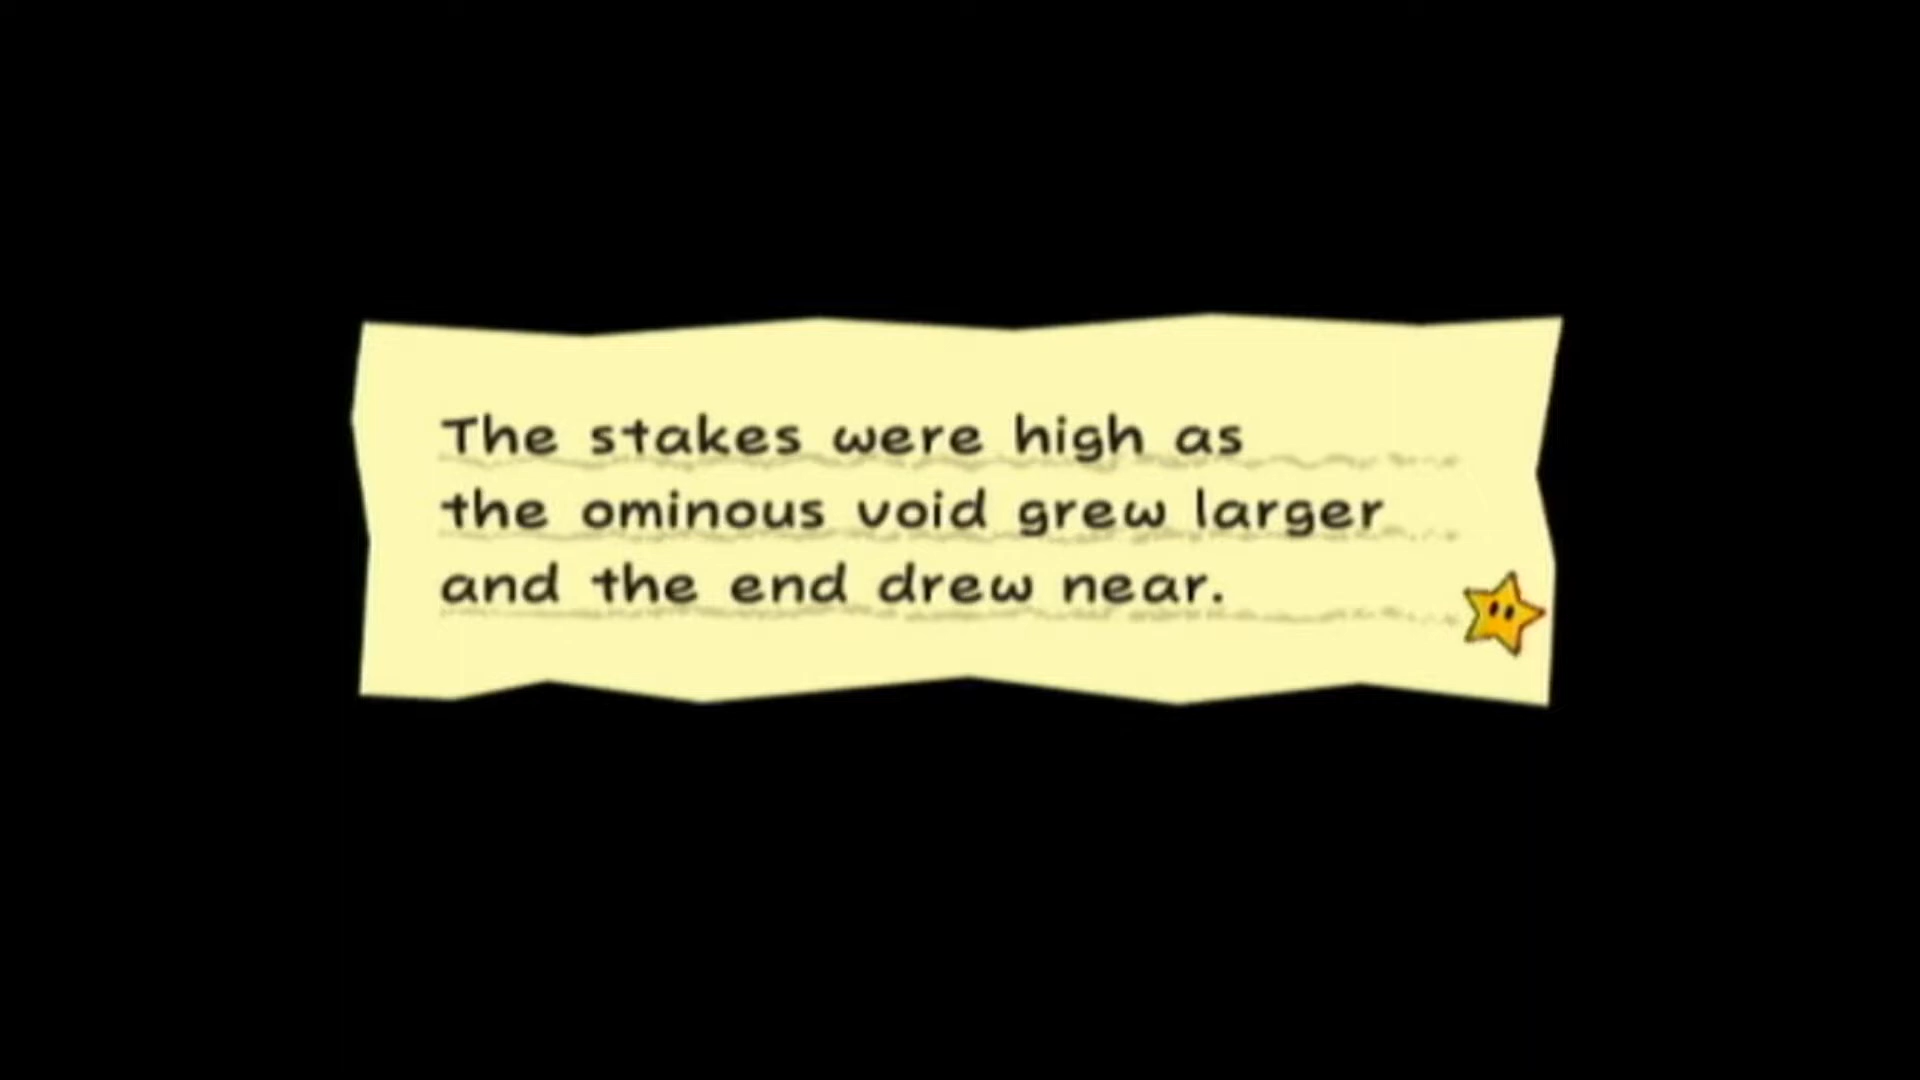 The stakes were high as
the ominous void grew larger
and the end drew near.